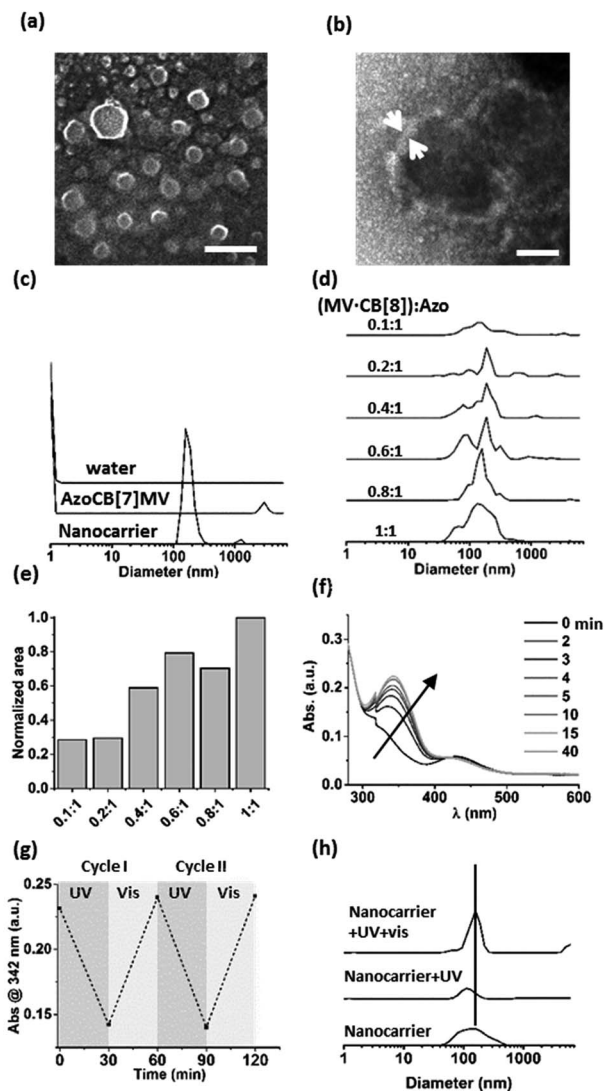 (a)
(b)
(c)
water
AzoCB[7]MV
Nanocarrier
1 10 100 1000
Diameter (nm)
(d)
(MV·CB[8]):Azo
0.1:1
0.2:1
0.4:1
0.6:1
0.8:1
1:1
1 10 100 1000
Diameter (nm)
(e)
Normalized area
1.0
0.8
0.6
0.4
0.2
0.0
0.1:1 0.2:1 0.4:1 0.6:1 0.8:1 1:1
(f)
Abs. (a.u.)
0.3
0.2
0.1
0.0
300 400 500 600
λ (nm)
0 min
2
3
4
5
10
15
40
(g)
Cycle I Cycle II
UV Vis UV Vis
Abs @ 342 nm (a.u.)
0.25
0.20
0.15
0 30 60 90 120
Time (min)
(h)
Nanocarrier
+UV+vis
Nanocarrier+UV
Nanocarrier
1 10 100 1000
Diameter (nm)